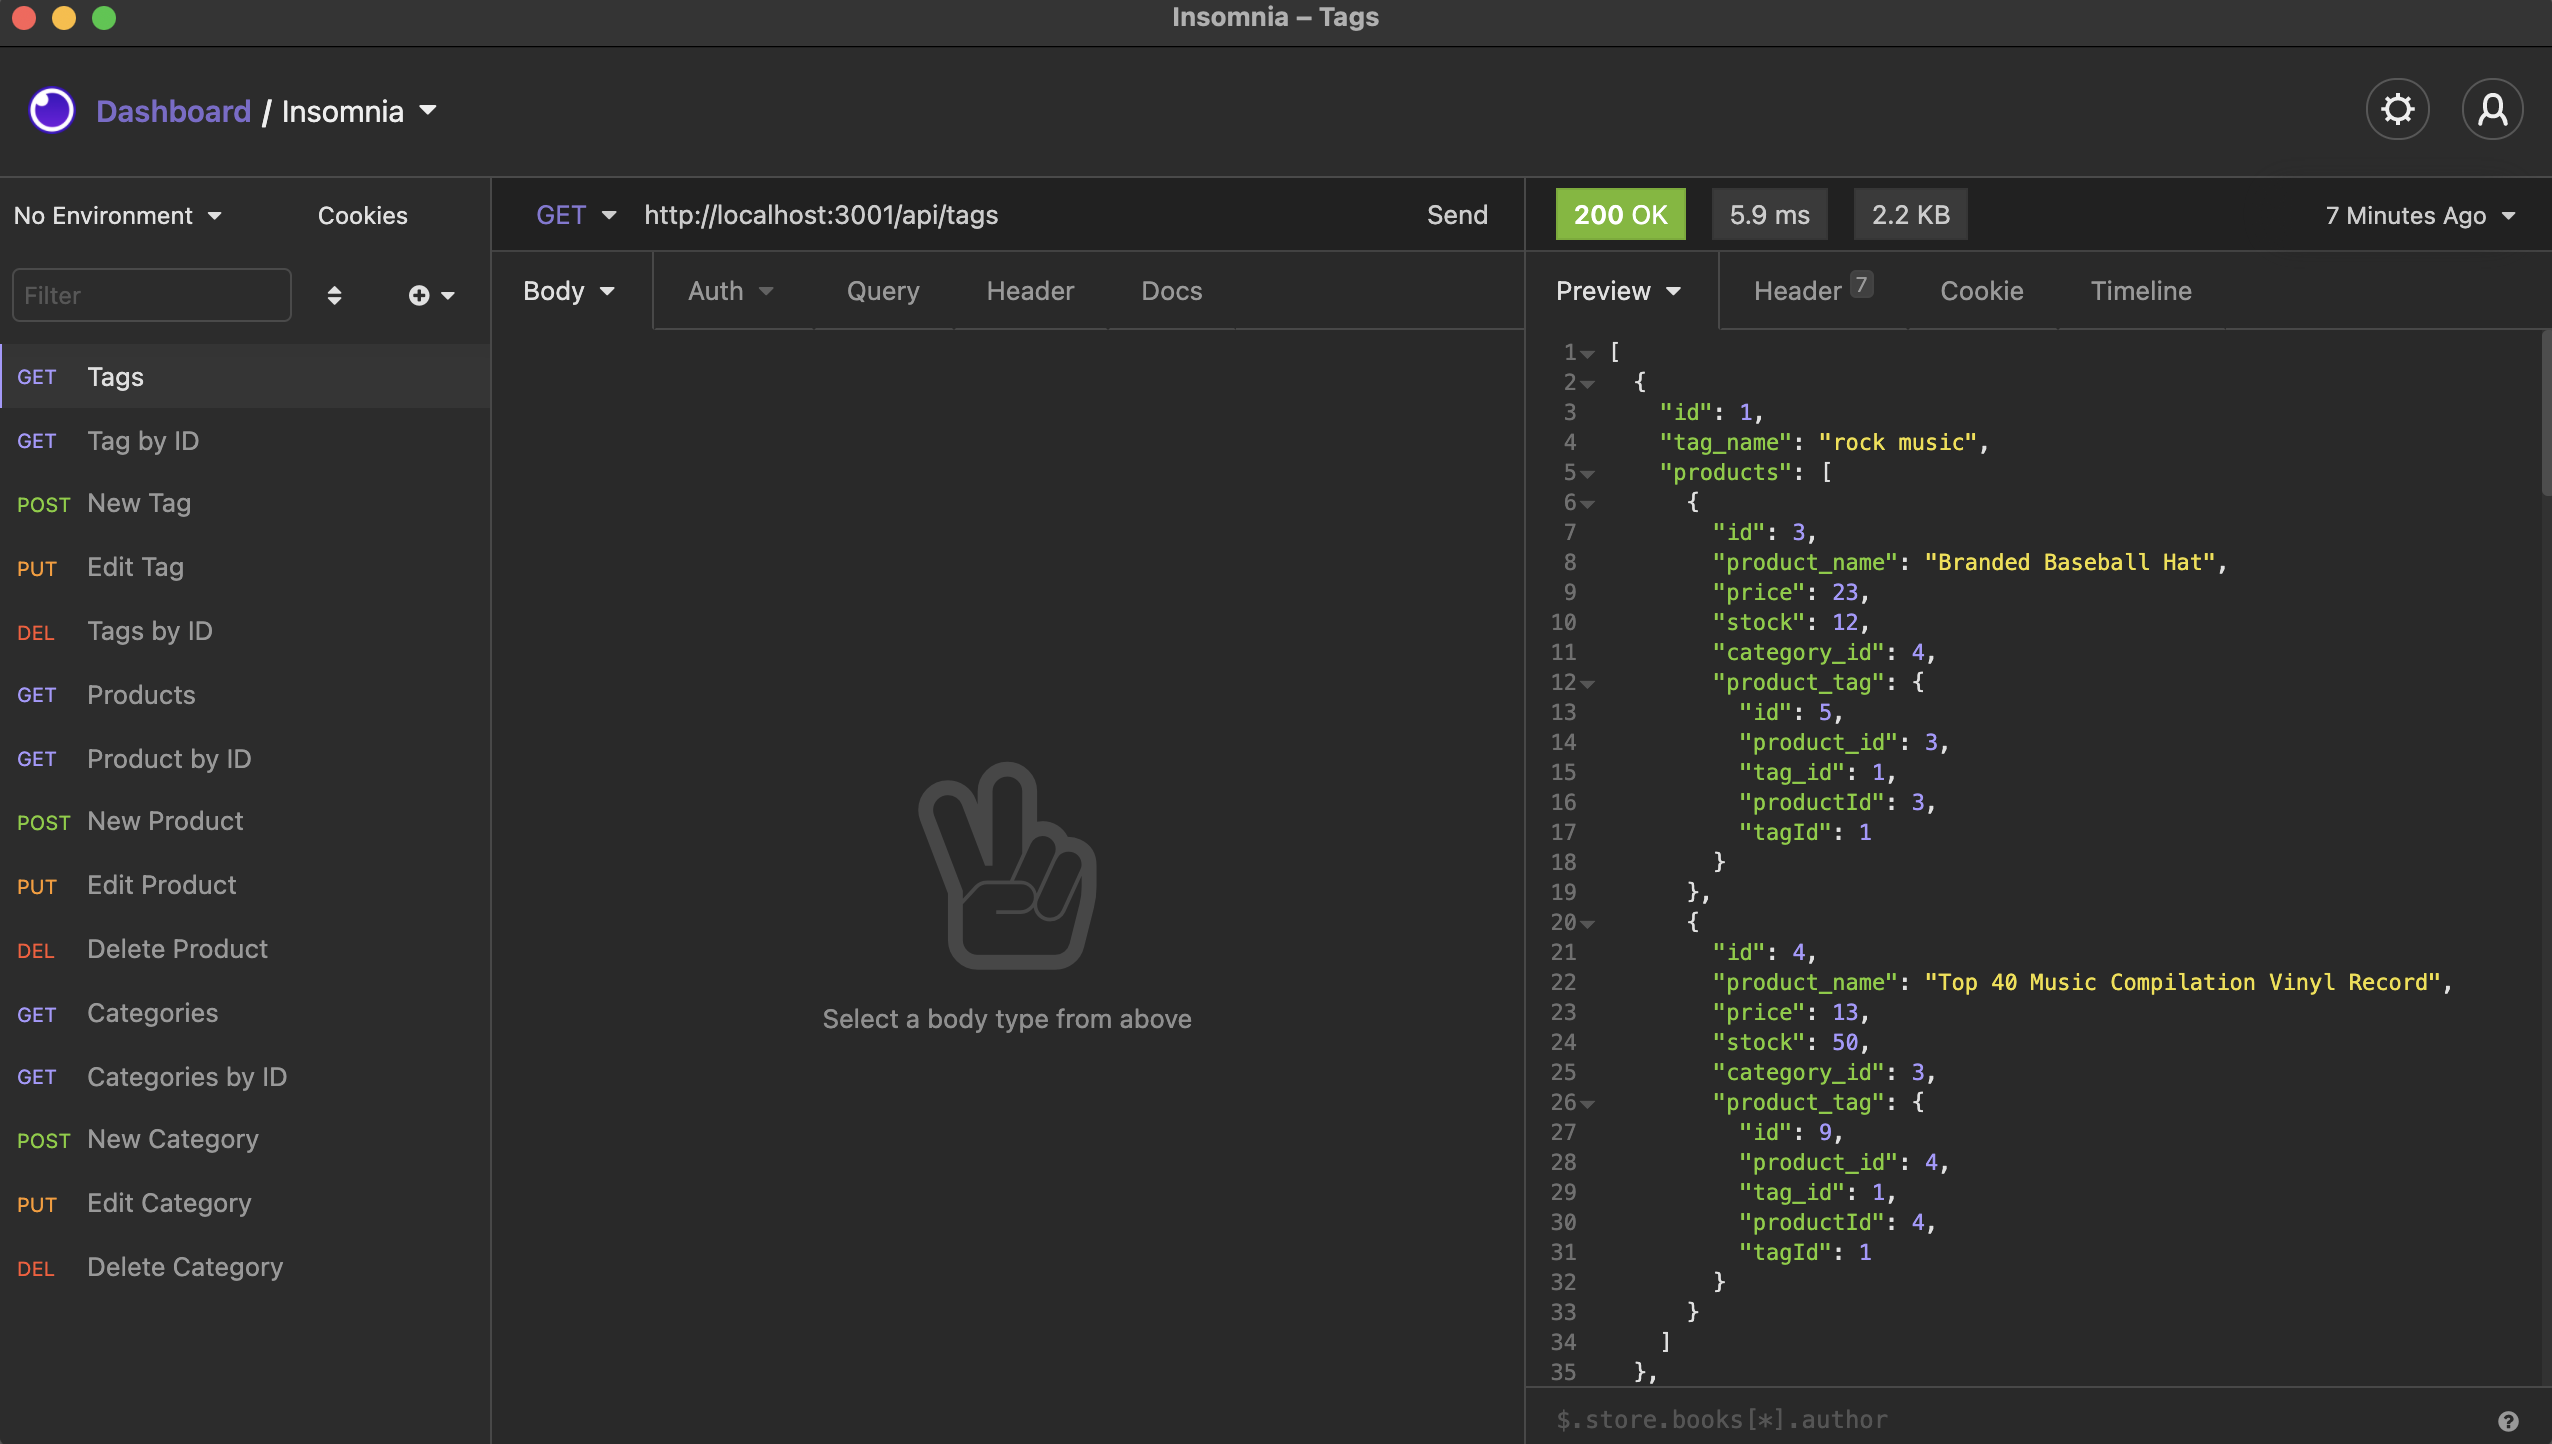 Insomnia – Tags
Dashboard / Insomnia
No Environment Cookies
Filter
GET Tags
GET Tag by ID
POST New Tag
PUT Edit Tag
DEL Tags by ID
GET Products
GET Product by ID
POST New Product
PUT Edit Product
DEL Delete Product
GET Categories
GET Categories by ID
POST New Category
PUT Edit Category
DEL Delete Category
GET http://localhost:3001/api/tags Send
Body Auth Query Header Docs
Select a body type from above
200 OK 5.9 ms 2.2 KB 7 Minutes Ago
Preview Header 7 Cookie Timeline
1 [
2 {
3 "id": 1,
4 "tag_name": "rock music",
5 "products": [
6 {
7 "id": 3,
8 "product_name": "Branded Baseball Hat",
9 "price": 23,
10 "stock": 12,
11 "category_id": 4,
12 "product_tag": {
13 "id": 5,
14 "product_id": 3,
15 "tag_id": 1,
16 "productId": 3,
17 "tagId": 1
18 }
19 },
20 {
21 "id": 4,
22 "product_name": "Top 40 Music Compilation Vinyl Record",
23 "price": 13,
24 "stock": 50,
25 "category_id": 3,
26 "product_tag": {
27 "id": 9,
28 "product_id": 4,
29 "tag_id": 1,
30 "productId": 4,
31 "tagId": 1
32 }
33 }
34 ]
35 },
$.store.books[*].author ?